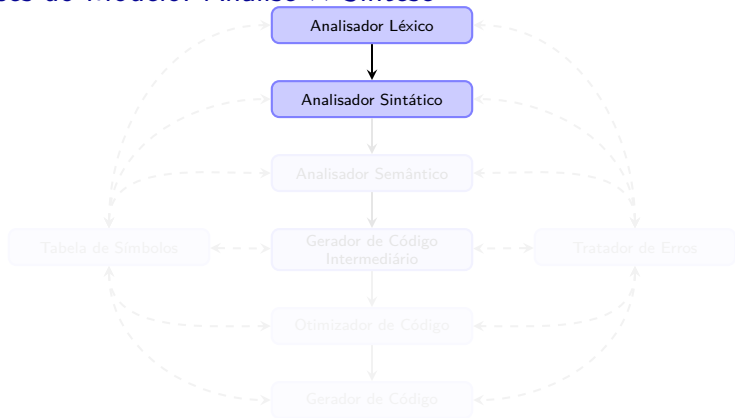 Analisador Léxico
Analisador Sintático
Analisador Semântico
Tabela de Símbolos
Gerador de Código
Intermediário
Tratador de Erros
Otimizador de Código
Gerador de Código